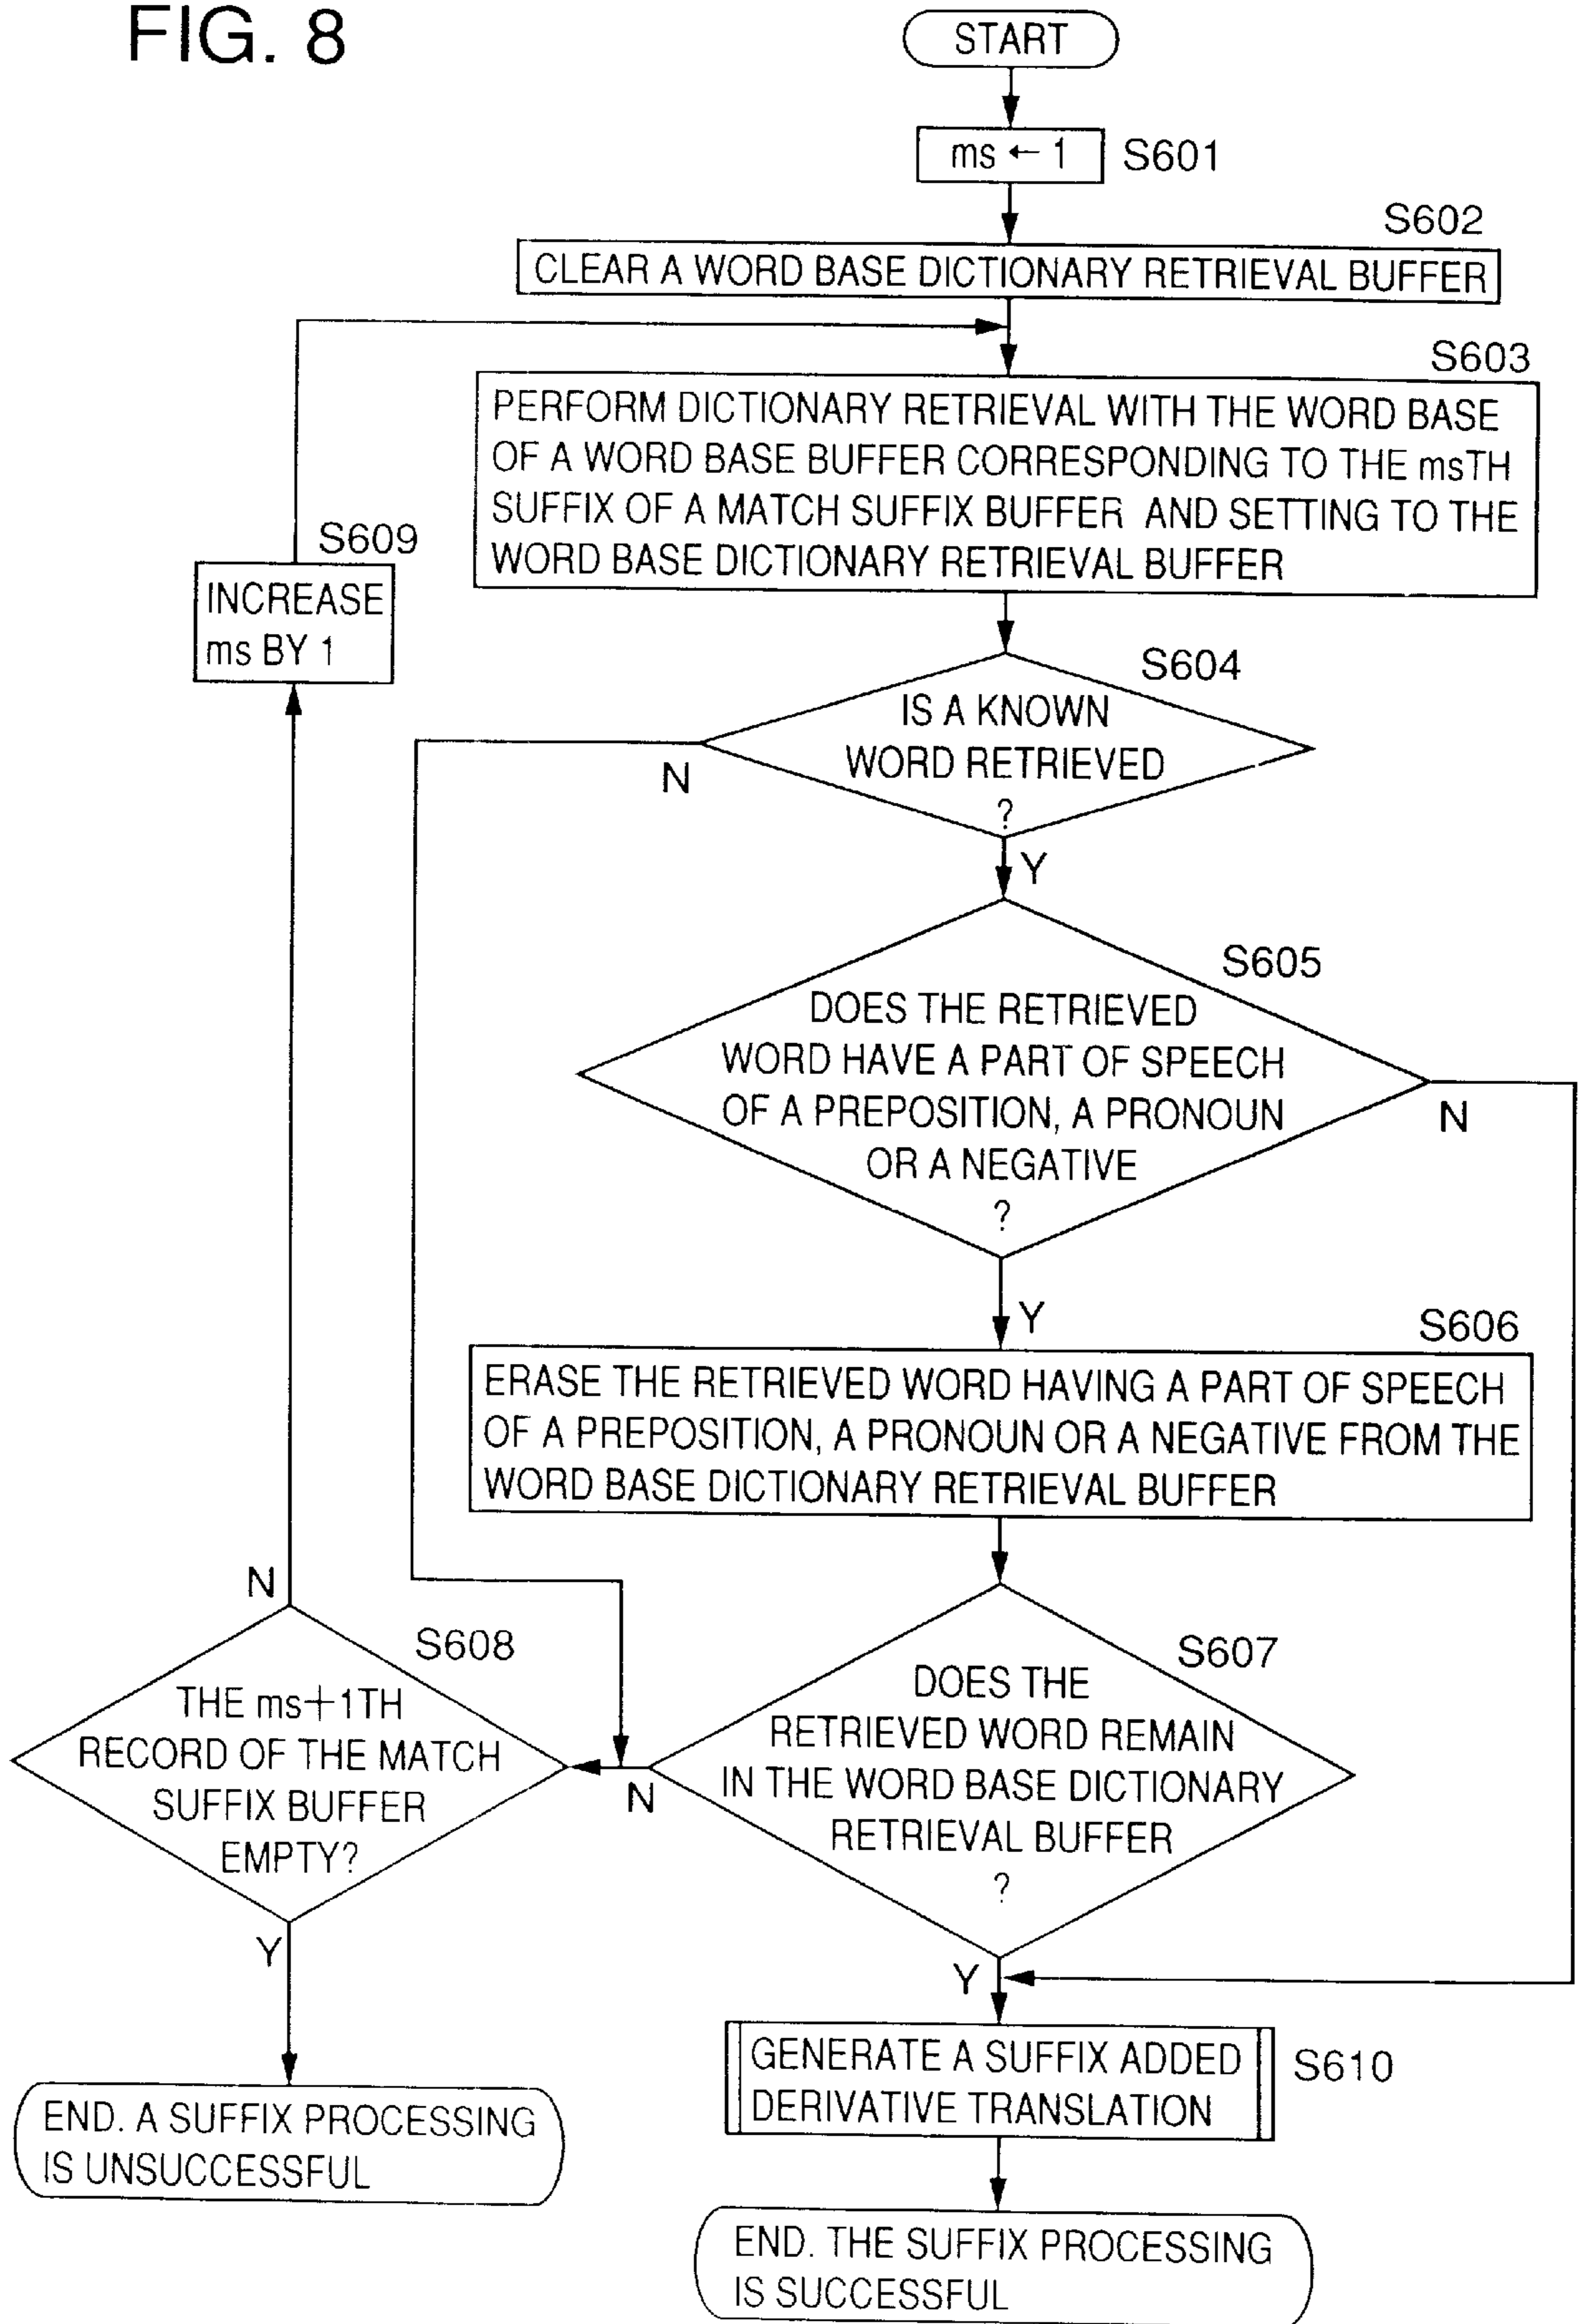 FIG. 8
START
ms ← 1
S601
S602
CLEAR A WORD BASE DICTIONARY RETRIEVAL BUFFER
S603
PERFORM DICTIONARY RETRIEVAL WITH THE WORD BASE
OF A WORD BASE BUFFER CORRESPONDING TO THE msTH
SUFFIX OF A MATCH SUFFIX BUFFER AND SETTING TO THE
WORD BASE DICTIONARY RETRIEVAL BUFFER
S609
INCREASE
ms BY 1
S604
IS A KNOWN
WORD RETRIEVED
?
N
Y
S605
DOES THE RETRIEVED
WORD HAVE A PART OF SPEECH
OF A PREPOSITION, A PRONOUN
OR A NEGATIVE
?
N
Y
S606
ERASE THE RETRIEVED WORD HAVING A PART OF SPEECH
OF A PREPOSITION, A PRONOUN OR A NEGATIVE FROM THE
WORD BASE DICTIONARY RETRIEVAL BUFFER
N
S608
THE ms+1TH
RECORD OF THE MATCH
SUFFIX BUFFER
EMPTY?
S607
DOES THE
RETRIEVED WORD REMAIN
IN THE WORD BASE DICTIONARY
RETRIEVAL BUFFER
?
N
Y
Y
GENERATE A SUFFIX ADDED
DERIVATIVE TRANSLATION
S610
END. A SUFFIX PROCESSING
IS UNSUCCESSFUL
END. THE SUFFIX PROCESSING
IS SUCCESSFUL